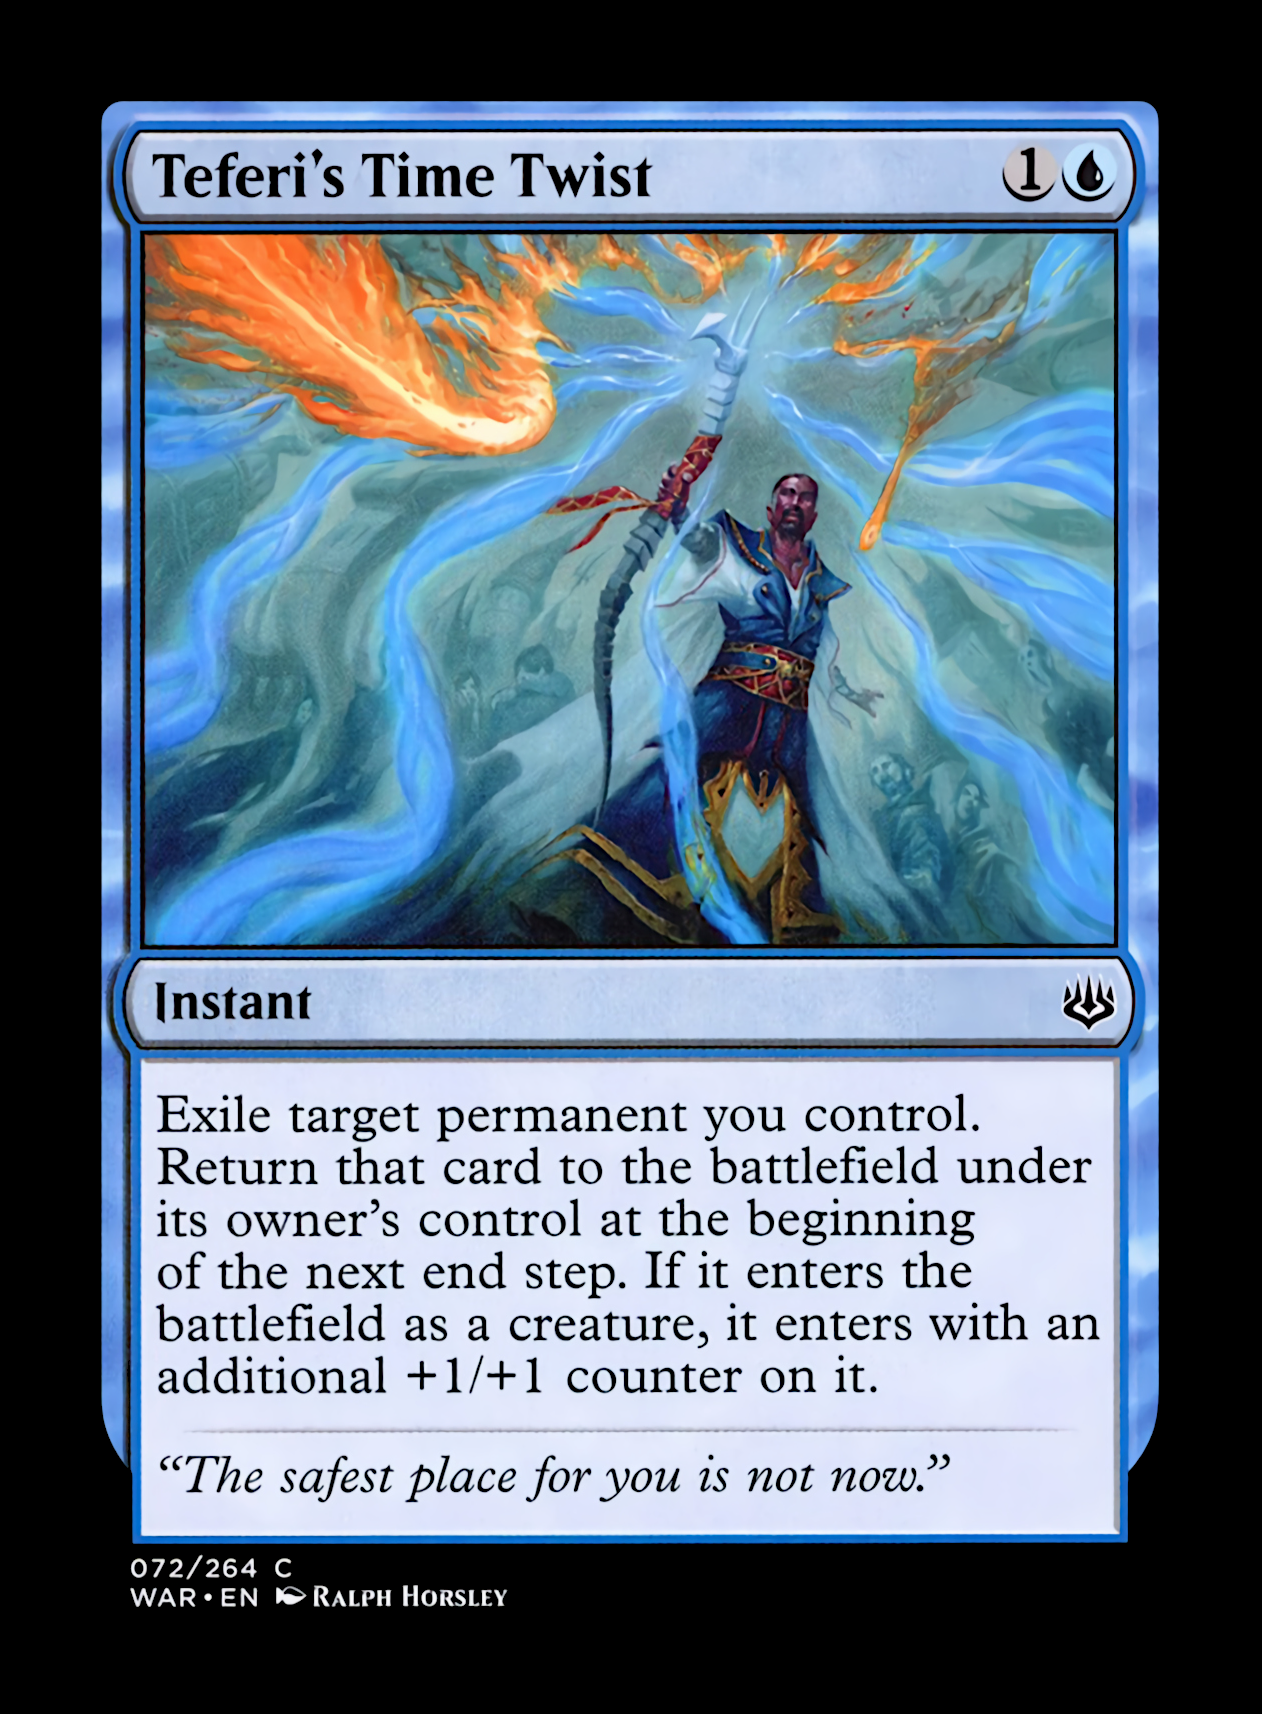 Teferi's Time Twist 1
Instant
Exile target permanent you control.
Return that card to the battlefield under
its owner’s control at the beginning
of the next end step. If it enters the
battlefield as a creature, it enters with an
additional +1/+1 counter on it.
“The safest place for you is not now.”
072/264 C
WAR • EN Ralph Horsley